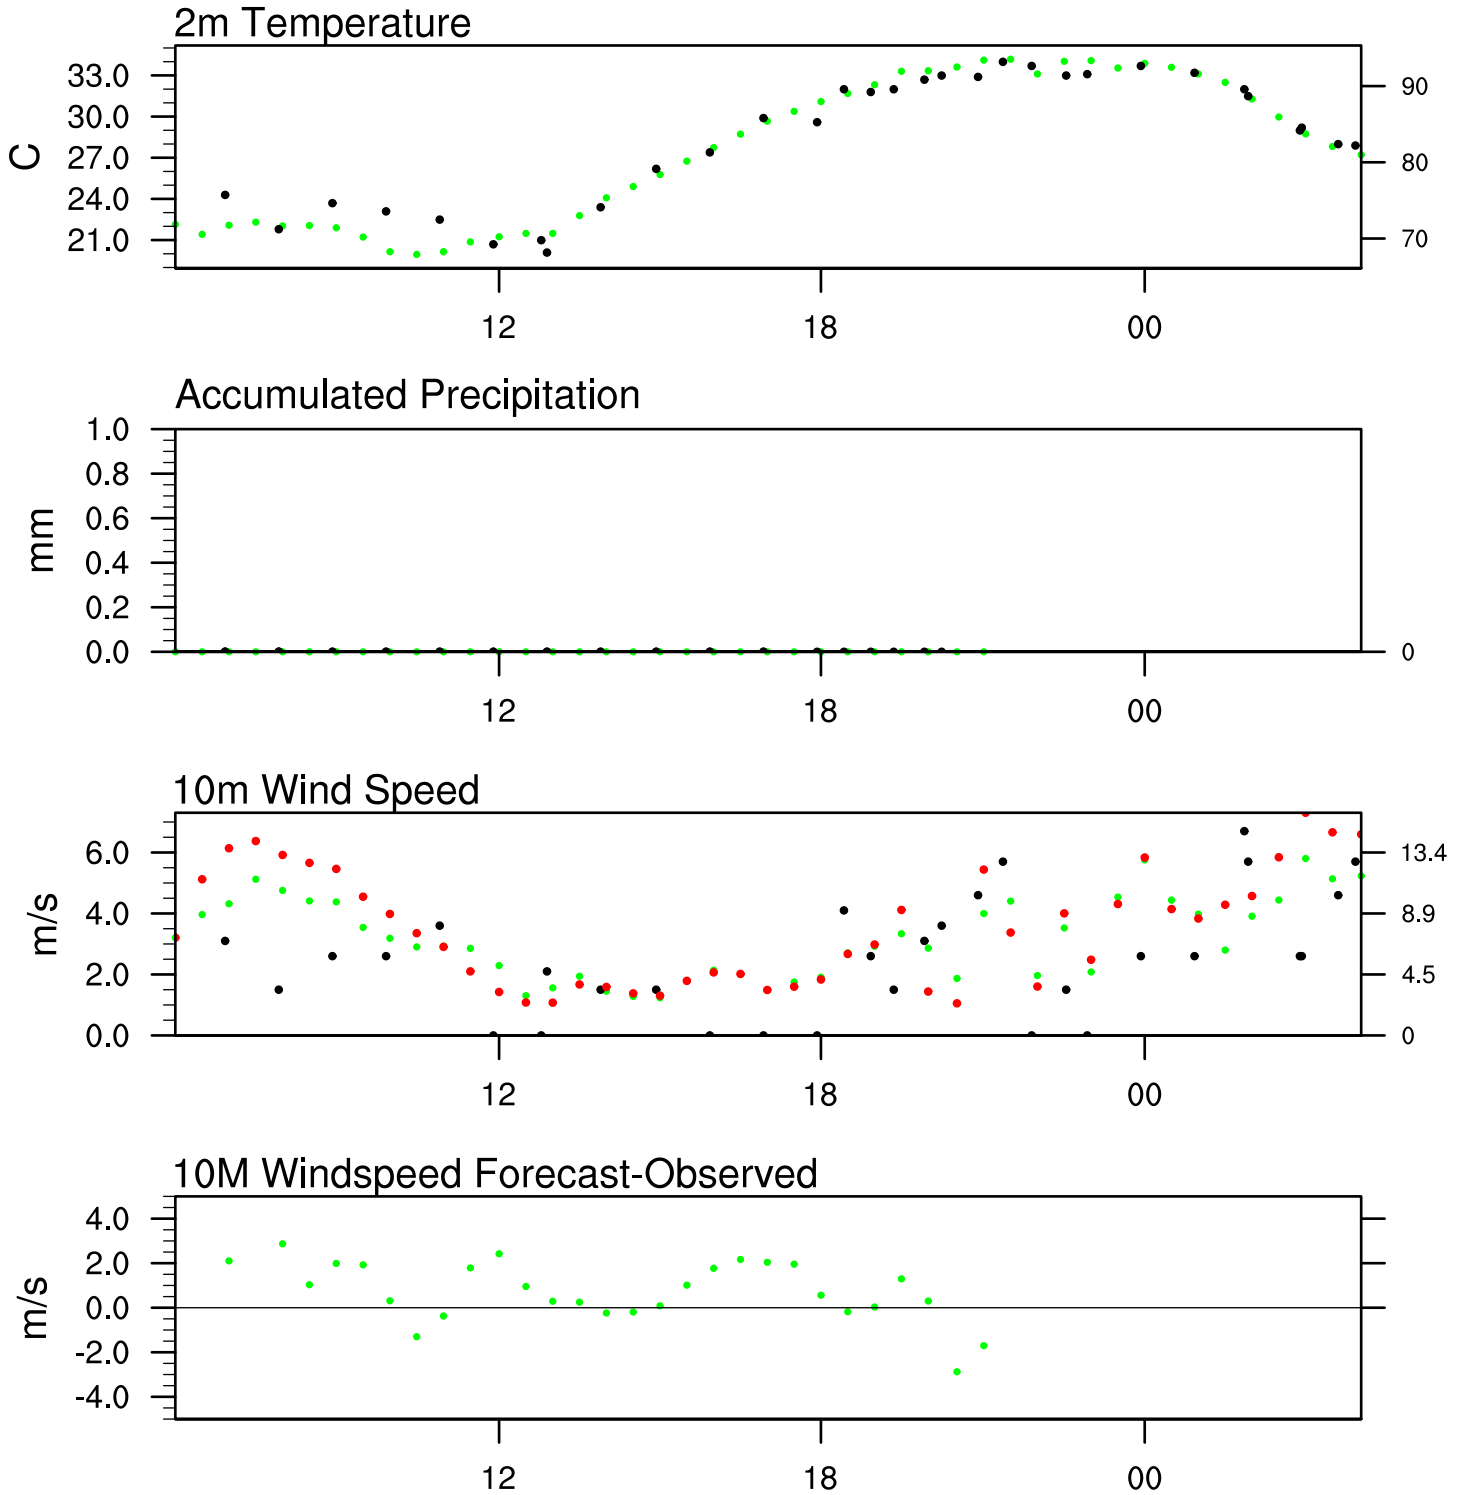 2m Temperature
C
33.0
30.0
27.0
24.0
21.0
90
80
70
12 18 00
Accumulated Precipitation
mm
1.0
0.8
0.6
0.4
0.2
0.0
0
12 18 00
10m Wind Speed
m/s
6.0
4.0
2.0
0.0
13.4
8.9
4.5
0
12 18 00
10M Windspeed Forecast-Observed
m/s
4.0
2.0
0.0
-2.0
-4.0
12 18 00